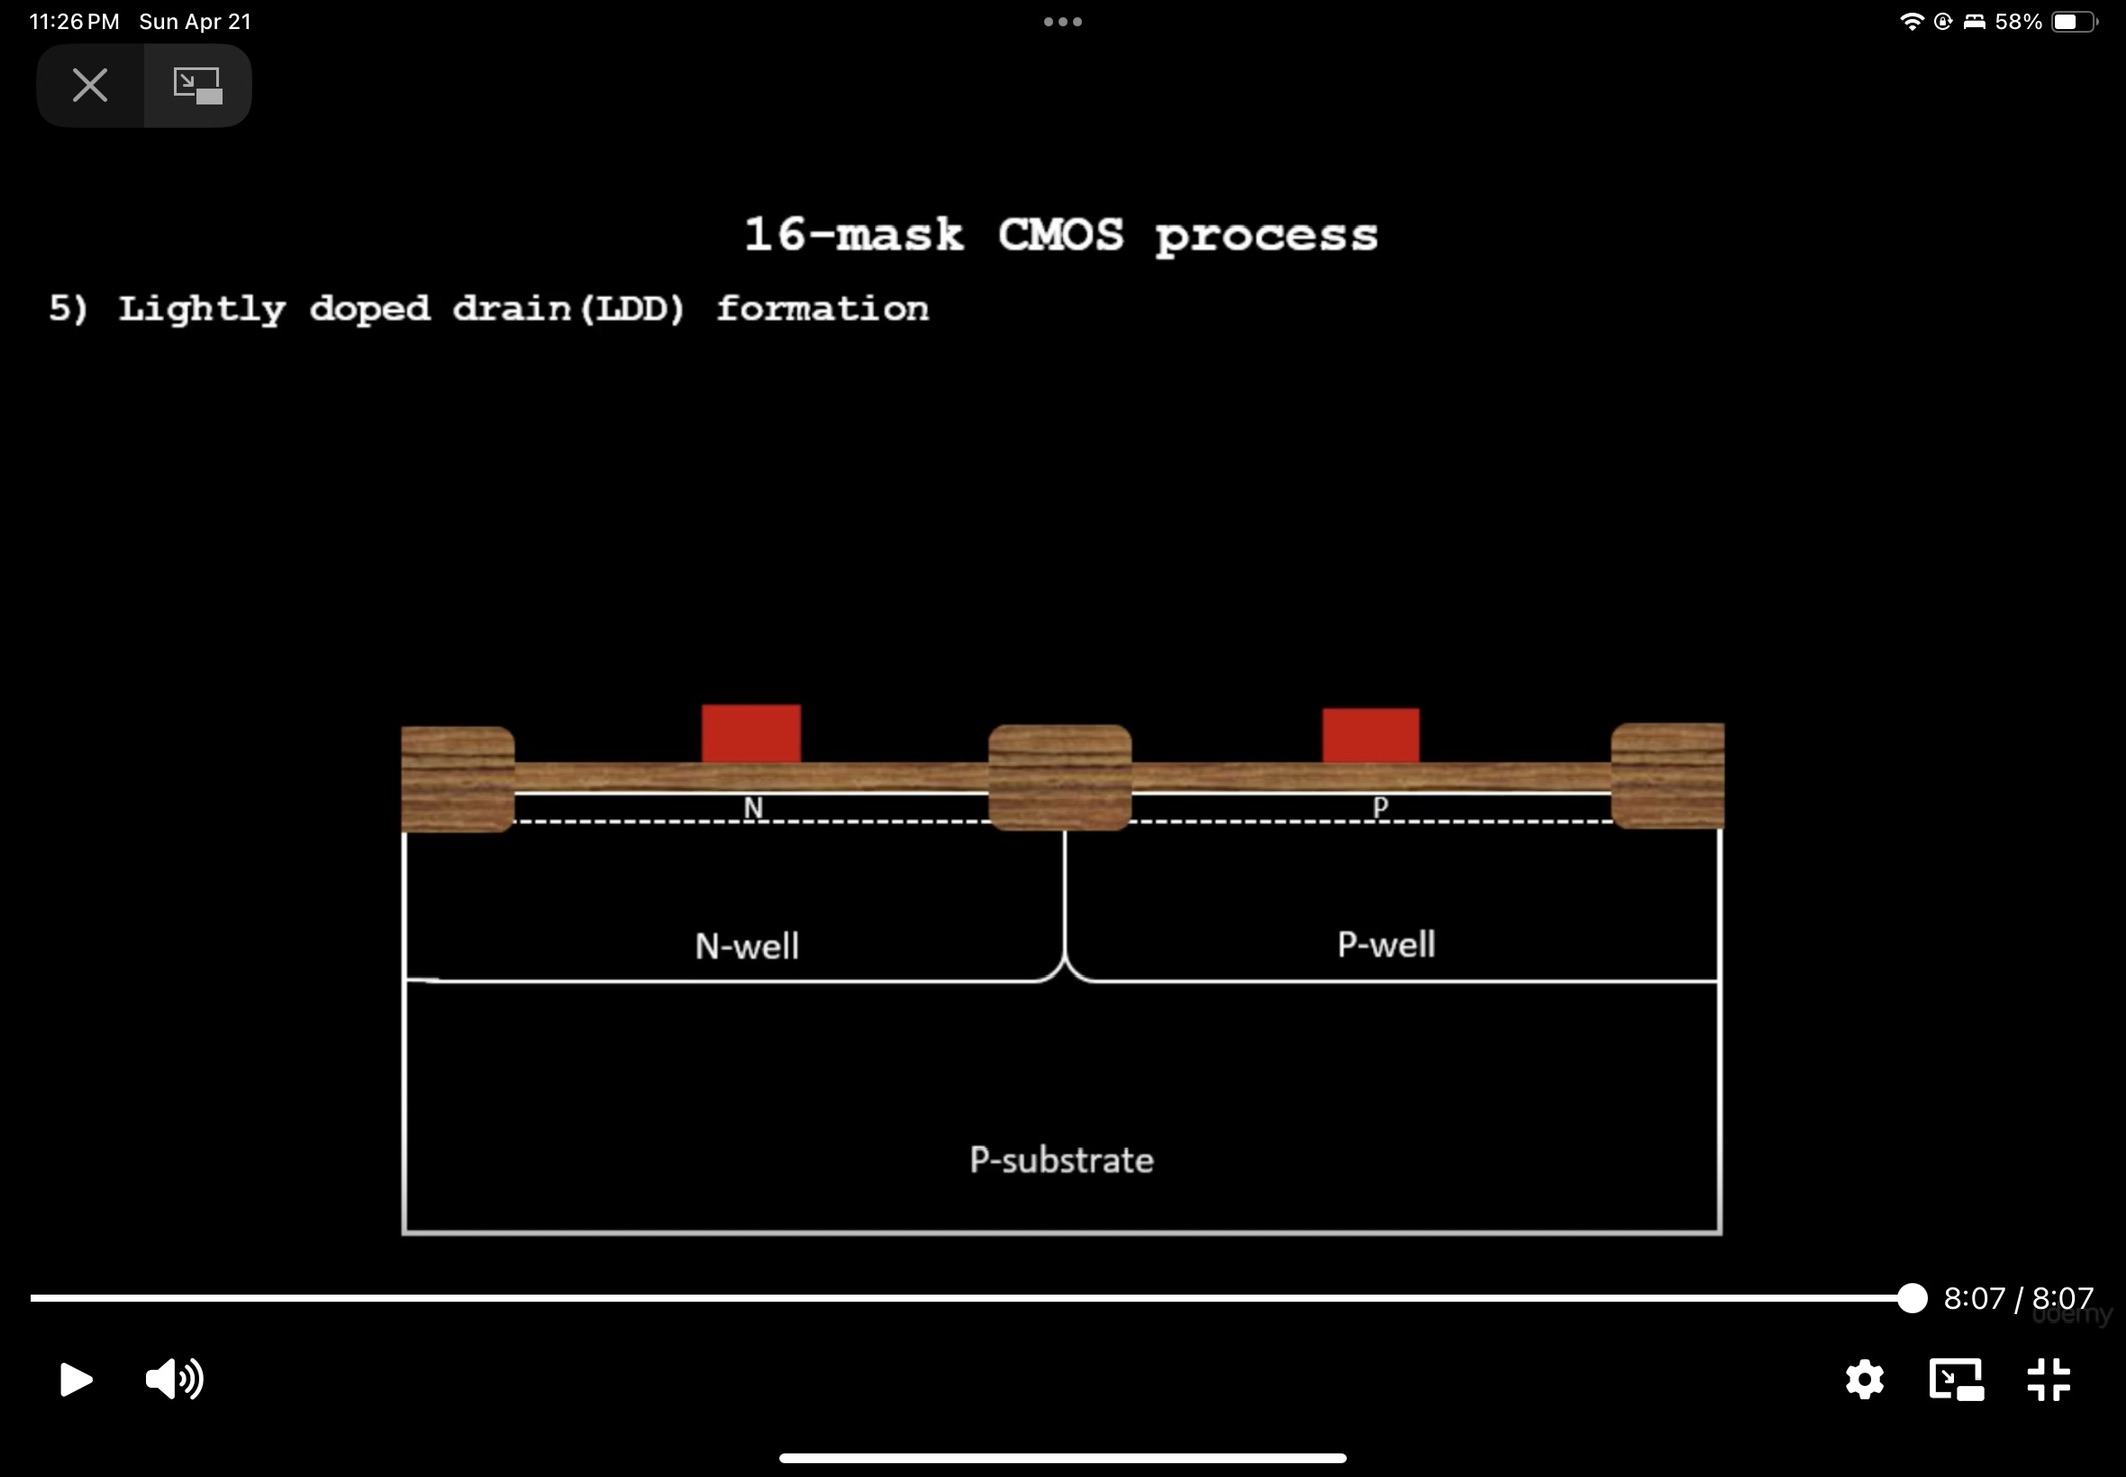 11:26 PM Sun Apr 21
58%
16-mask CMOS process
5) Lightly doped drain(LDD) formation
N
P
N-well
P-well
P-substrate
8:07 / 8:07
udemy